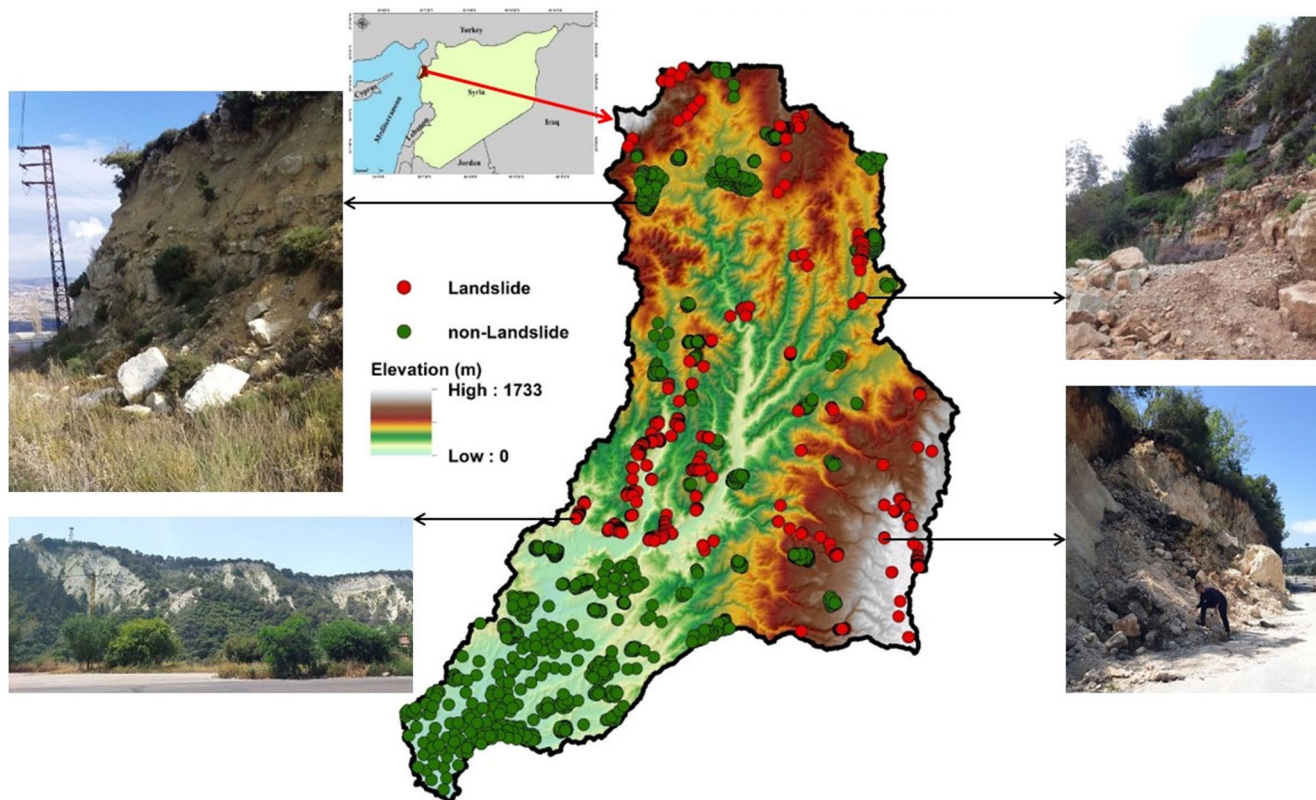 Turkey
Cyprus
Mediterranean
Syria
Lebanon
Iraq
Jordan
Landslide
non-Landslide
Elevation (m)
High : 1733
Low : 0